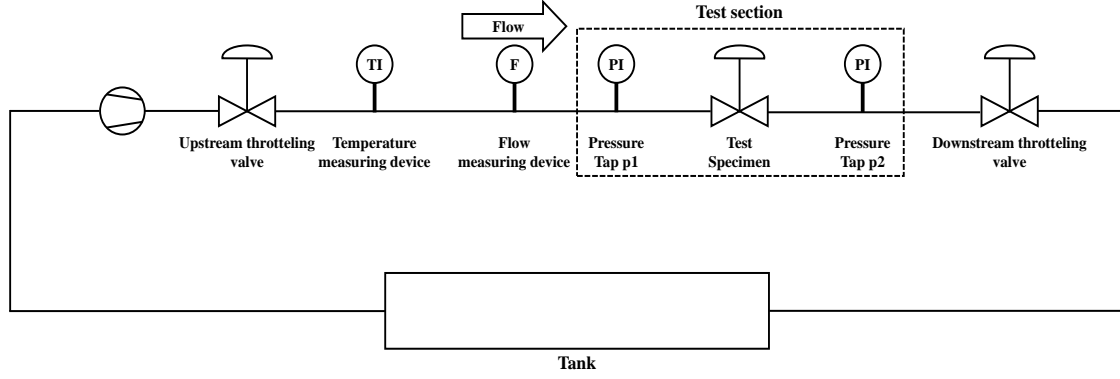 Test section
Flow
TI
F
PI
PI
Upstream throtteling
valve
Temperature
measuring device
Flow
measuring device
Pressure
Tap p1
Test
Specimen
Pressure
Tap p2
Downstream throtteling
valve
Tank